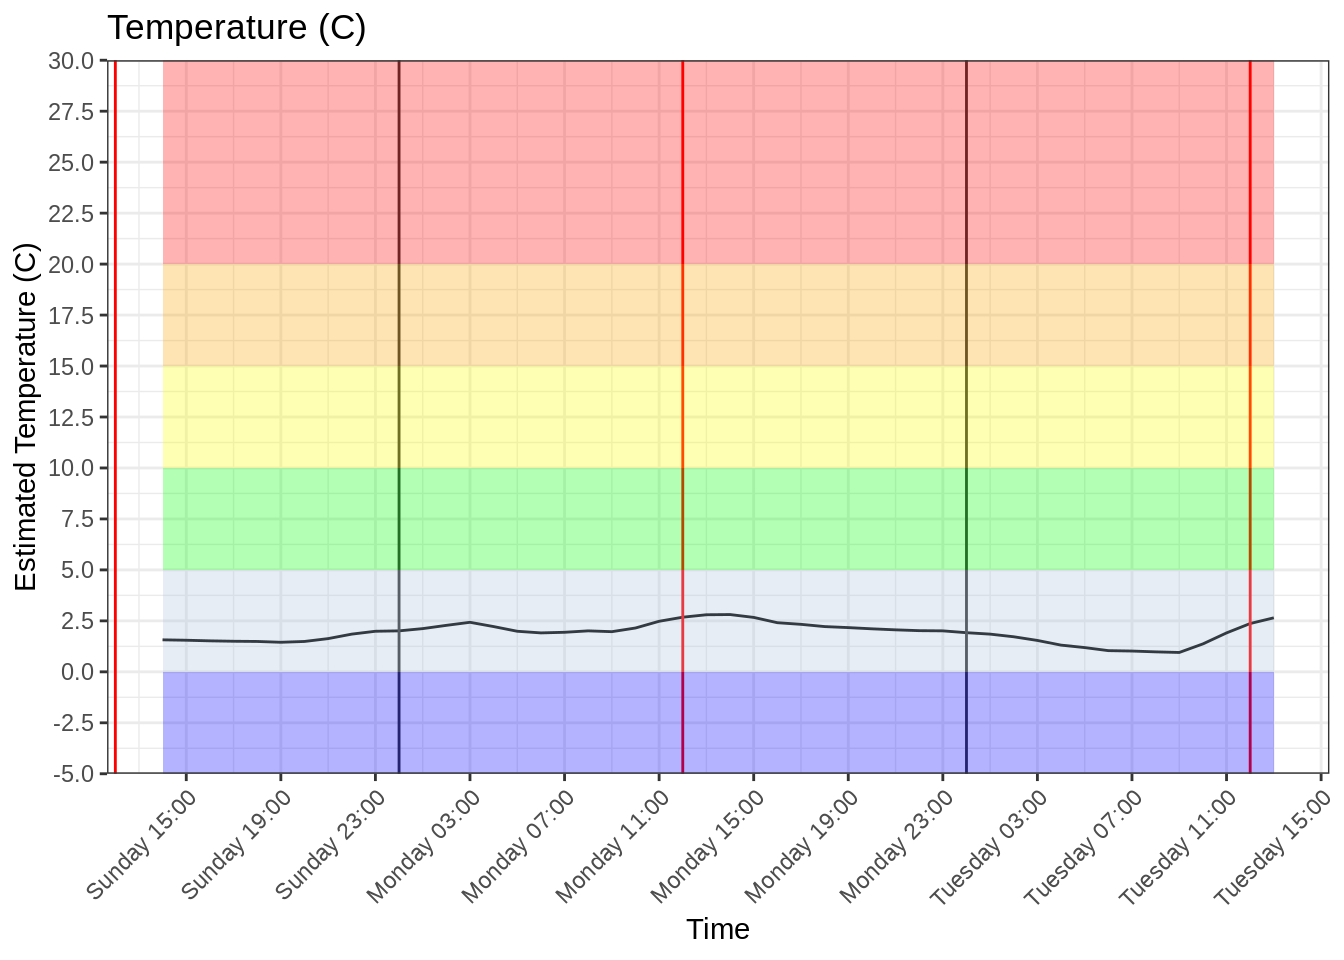 Temperature (C)
Estimated Temperature (C)
30.0
27.5
25.0
22.5
20.0
17.5
15.0
12.5
10.0
7.5
5.0
2.5
0.0
-2.5
-5.0
Sunday 15:00
Sunday 19:00
Sunday 23:00
Monday 03:00
Monday 07:00
Monday 11:00
Monday 15:00
Monday 19:00
Monday 23:00
Tuesday 03:00
Tuesday 07:00
Tuesday 11:00
Tuesday 15:00
Time